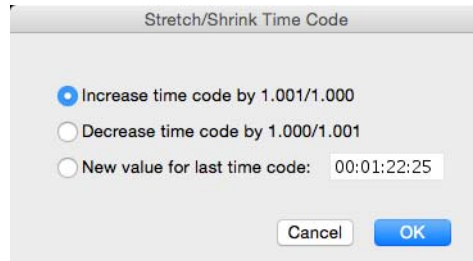 Stretch/Shrink Time Code
Increase time code by 1.001/1.000
Decrease time code by 1.000/1.001
New value for last time code: 00:01:22:25
Cancel OK